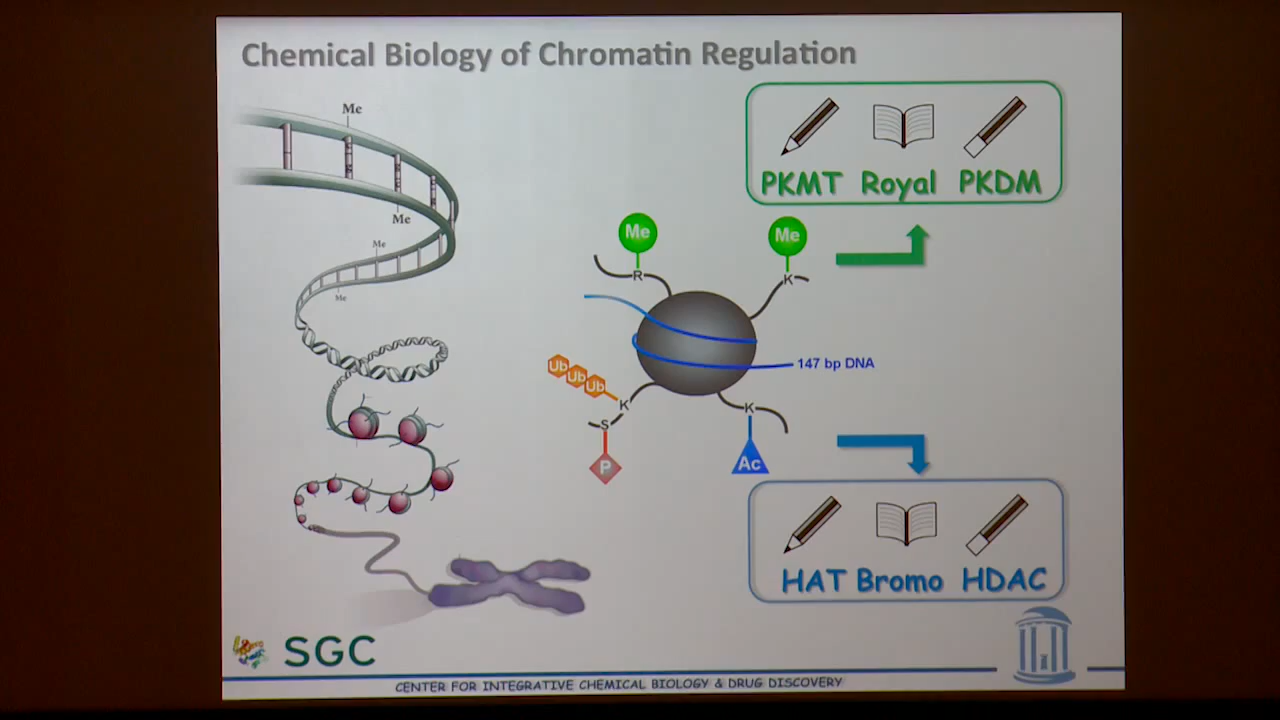 Chemical Biology of Chromatin Regulation
Me
Me
Me
Me
PKMT Royal PKDM
Me
Me
R
K
147 bp DNA
Ub
Ub
Ub
K
S
P
K
Ac
HAT Bromo HDAC
SGC
CENTER FOR INTEGRATIVE CHEMICAL BIOLOGY & DRUG DISCOVERY